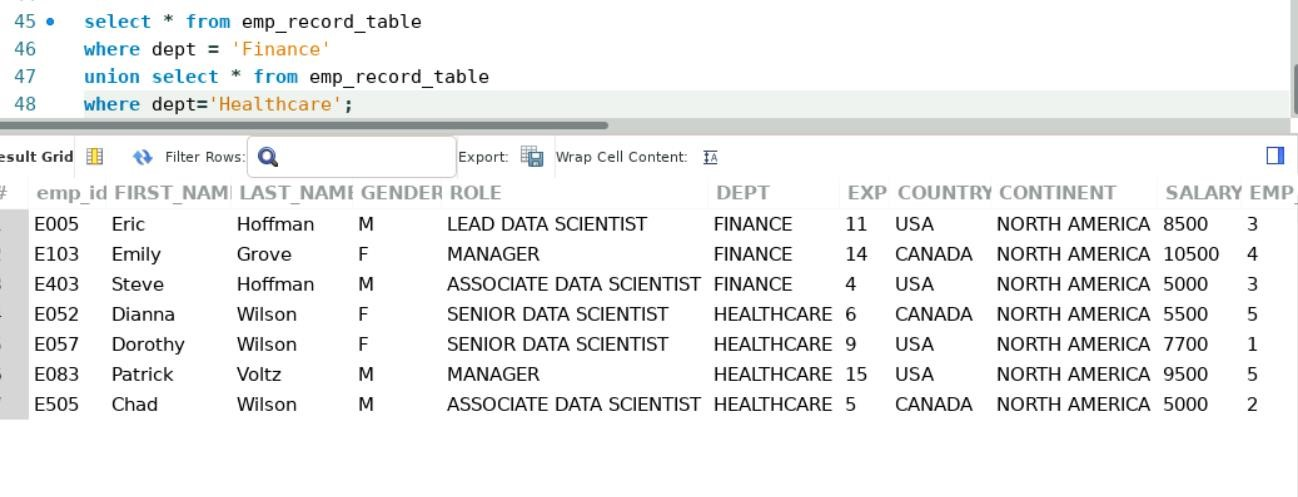 45 select * from emp_record_table
46 where dept = 'Finance'
47 union select * from emp_record_table
48 where dept='Healthcare';
esult Grid Filter Rows: Export: Wrap Cell Content: IA
# emp_id FIRST_NAM LAST_NAME GENDER ROLE DEPT EXP COUNTRY CONTINENT SALARY EMP_
E005 Eric Hoffman M LEAD DATA SCIENTIST FINANCE 11 USA NORTH AMERICA 8500 3
E103 Emily Grove F MANAGER FINANCE 14 CANADA NORTH AMERICA 10500 4
E403 Steve Hoffman M ASSOCIATE DATA SCIENTIST FINANCE 4 USA NORTH AMERICA 5000 3
E052 Dianna Wilson F SENIOR DATA SCIENTIST HEALTHCARE 6 CANADA NORTH AMERICA 5500 5
E057 Dorothy Wilson F SENIOR DATA SCIENTIST HEALTHCARE 9 USA NORTH AMERICA 7700 1
E083 Patrick Voltz M MANAGER HEALTHCARE 15 USA NORTH AMERICA 9500 5
E505 Chad Wilson M ASSOCIATE DATA SCIENTIST HEALTHCARE 5 CANADA NORTH AMERICA 5000 2